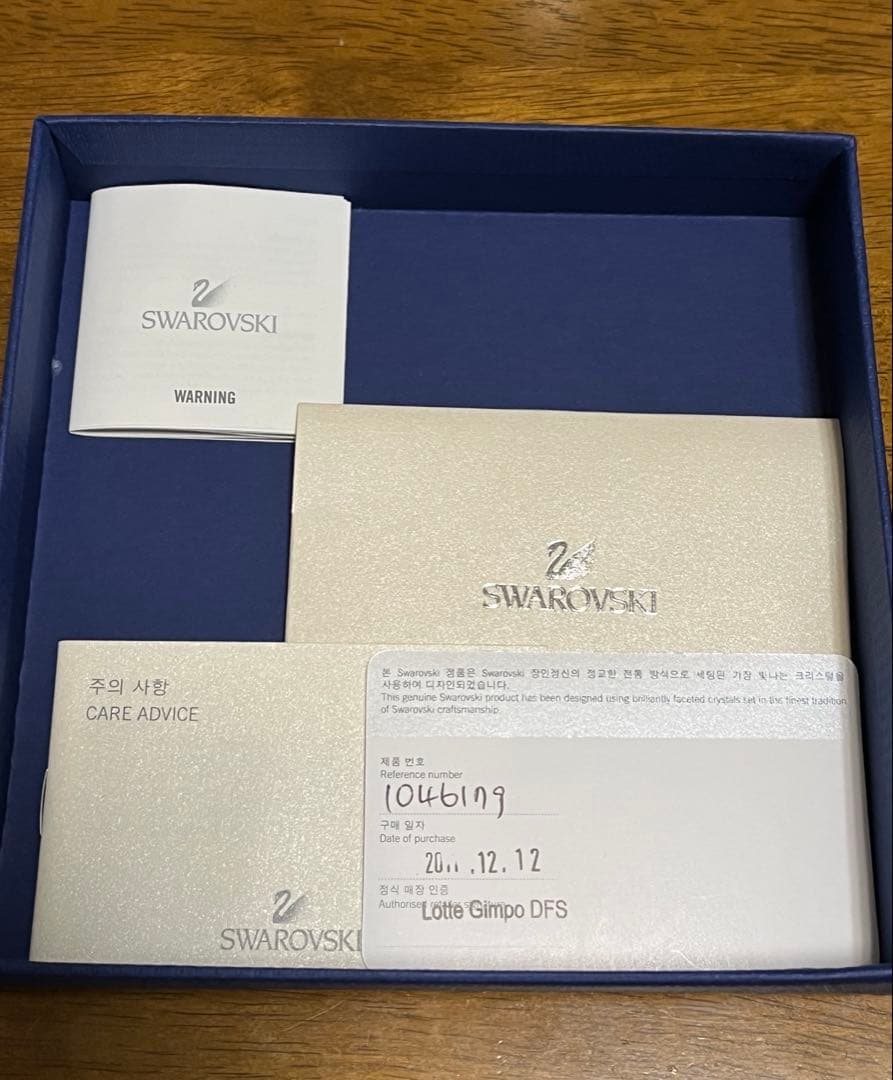 SWAROVSKI
WARNING
SWAROVSKI
주의 사항
CARE ADVICE
SWAROVSKI
본 Swarovski 정품은 Swarovski 장인정신의 정교한 전통 방식으로 세팅된 가장 빛나는 크리스털을
사용하여 디자인되었습니다.
This genuine Swarovski product has been designed using brilliantly faceted crystals set in the finest tradition
of Swarovski craftsmanship.
제품 번호
Reference number
1046179
구매 일자
Date of purchase
2011.12.12
정식 매장 인증
Authorised
Lotte Gimpo DFS